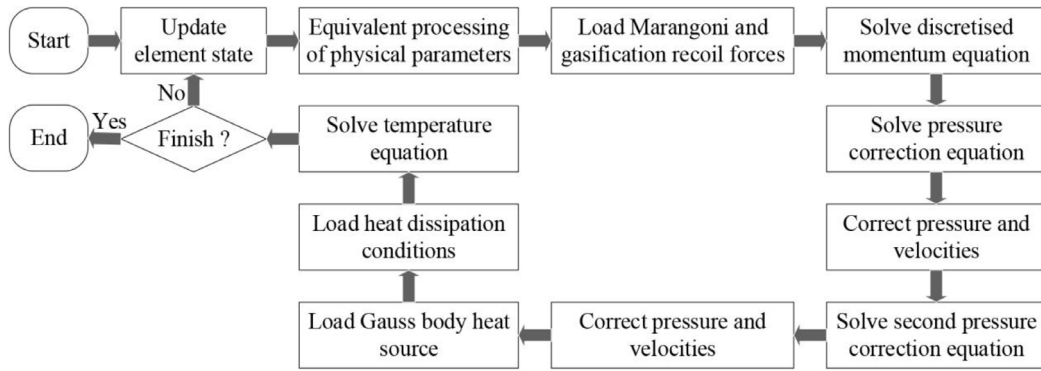 Start
Update
element state
Equivalent processing
of physical parameters
Load Marangoni and
gasification recoil forces
Solve discretised
momentum equation
No
End
Yes
Finish ?
Solve temperature
equation
Solve pressure
correction equation
Load heat dissipation
conditions
Correct pressure and
velocities
Load Gauss body heat
source
Correct pressure and
velocities
Solve second pressure
correction equation